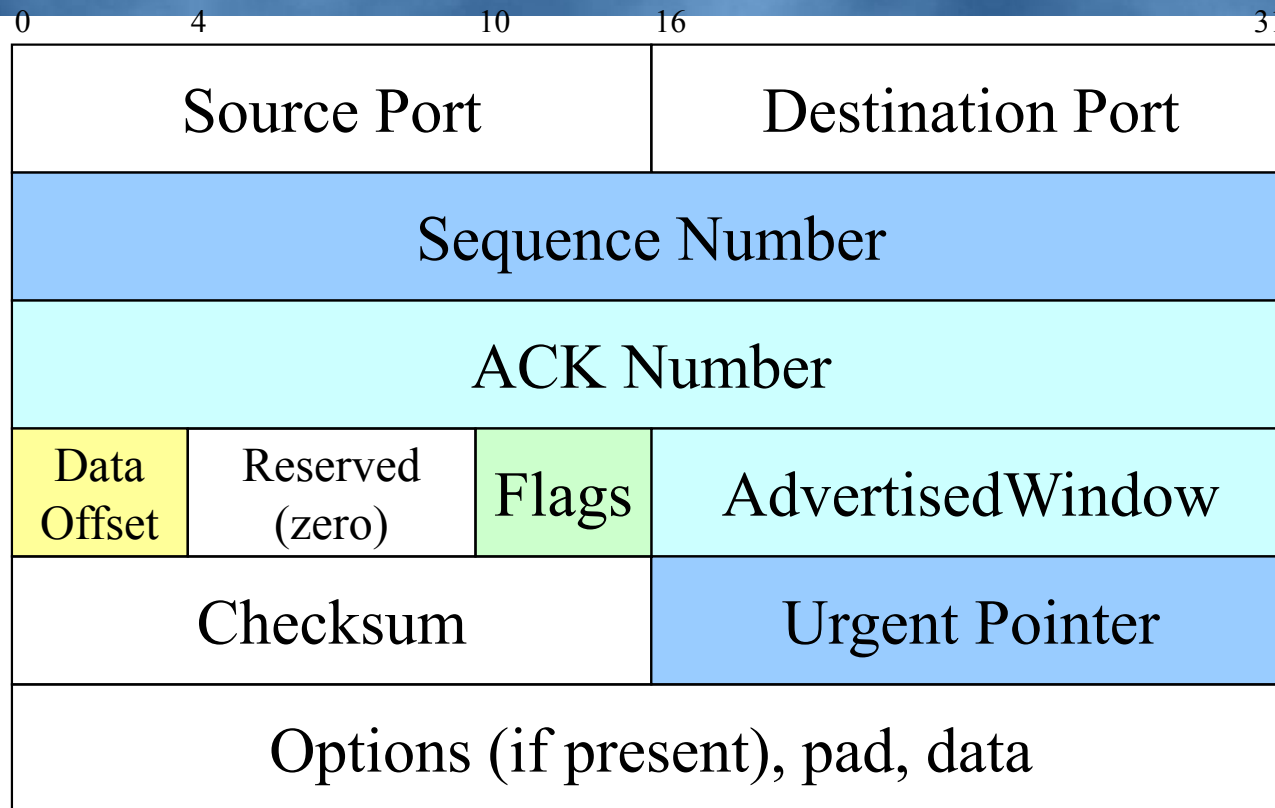 0 4 10 16 31
Source Port Destination Port
Sequence Number
ACK Number
Data Offset Reserved (zero) Flags AdvertisedWindow
Checksum Urgent Pointer
Options (if present), pad, data